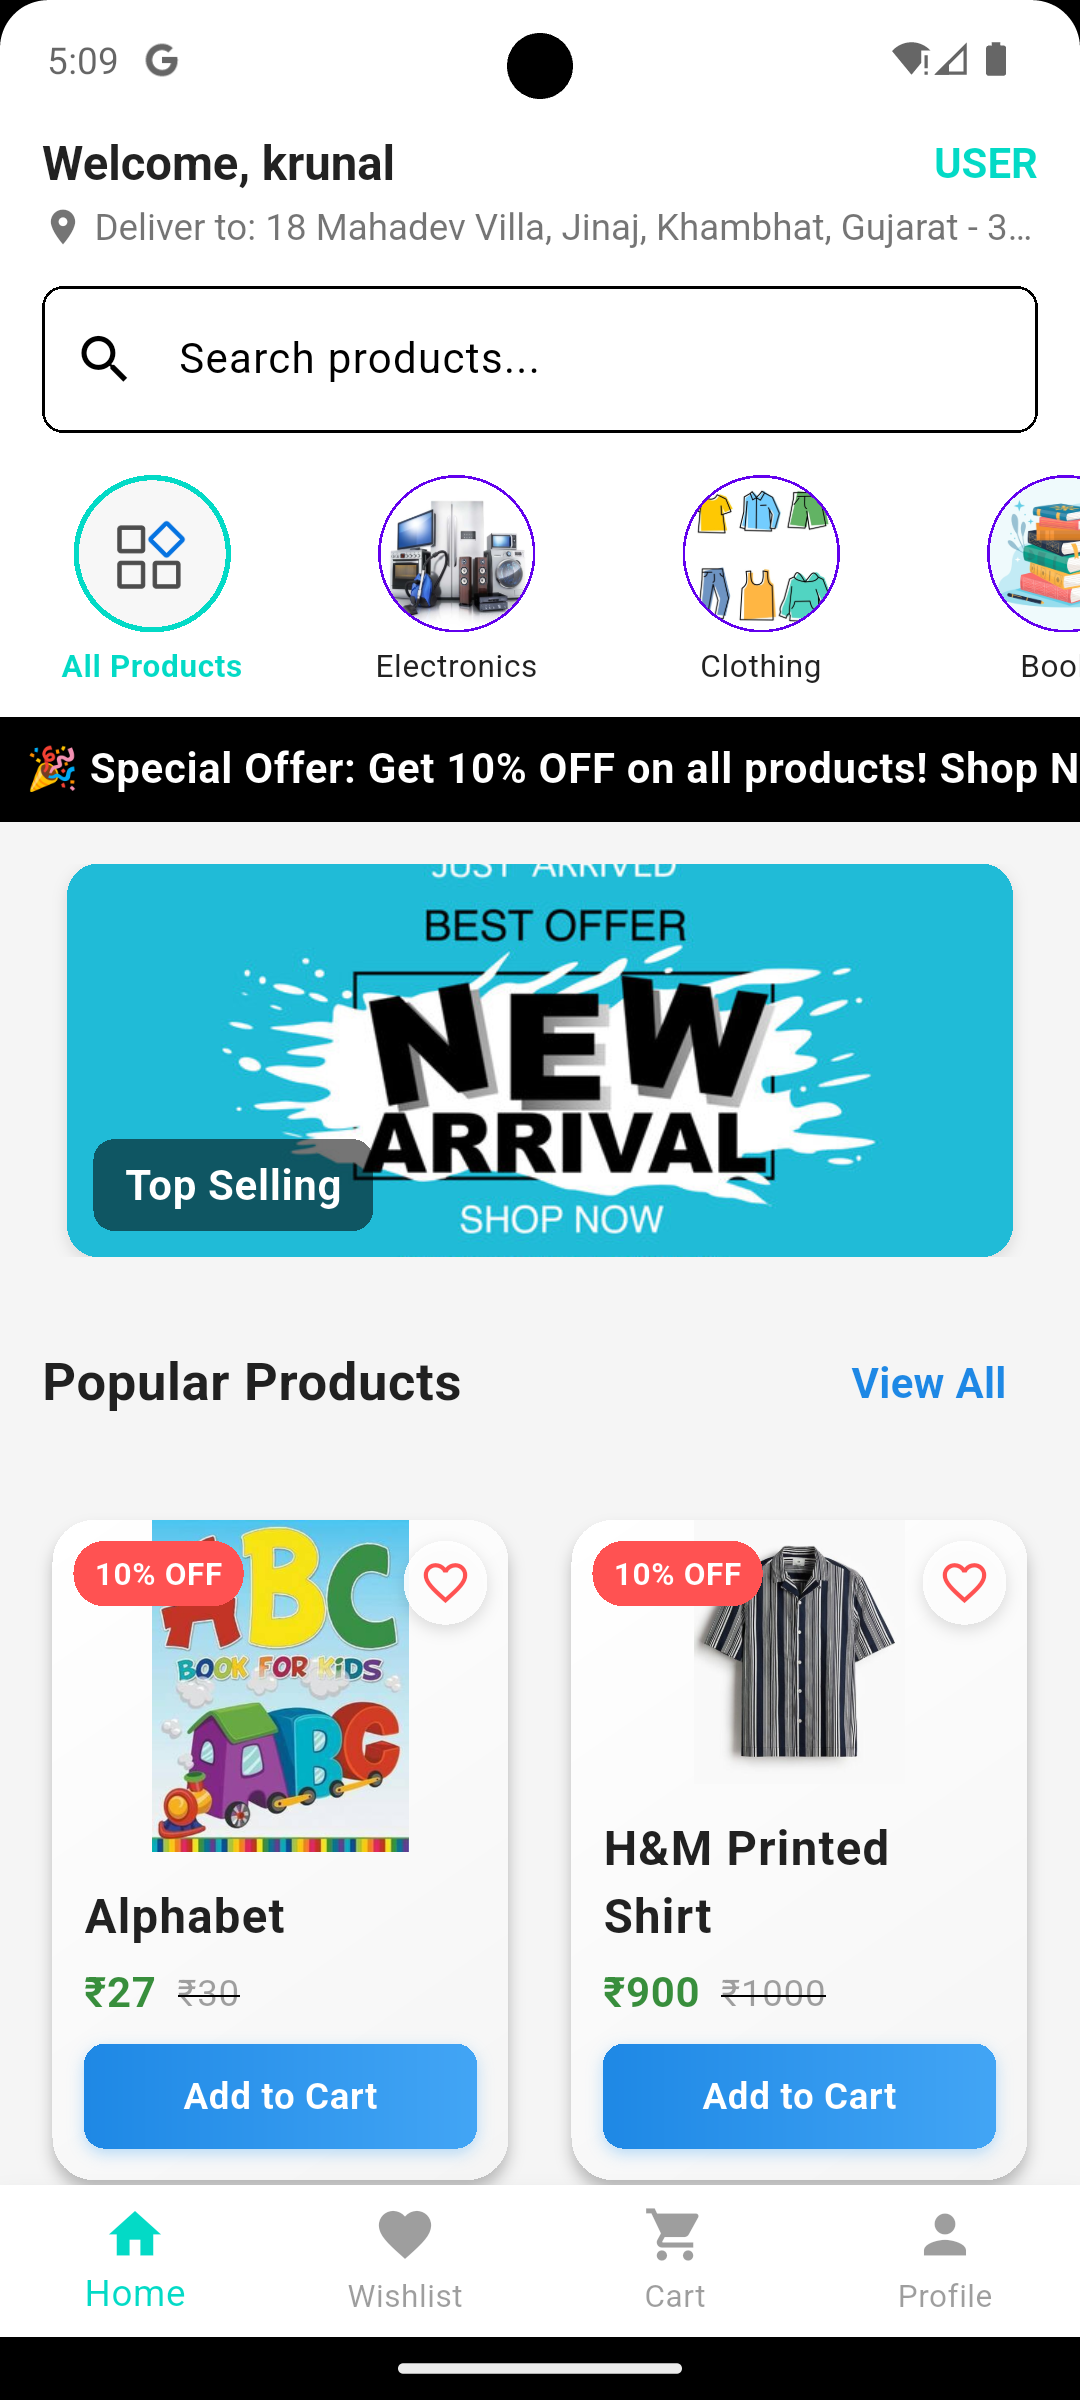 5:09
Welcome, krunal
USER
Deliver to: 18 Mahadev Villa, Jinaj, Khambhat, Gujarat - 3...
Search products...
All Products
Electronics
Clothing
Boo
🎉 Special Offer: Get 10% OFF on all products! Shop N
JUST ARRIVED
BEST OFFER
NEW
ARRIVAL
Top Selling
SHOP NOW
Popular Products
View All
10% OFF
ABC
BOOK FOR KiDS
ABC
Alphabet
₹27 ₹30
Add to Cart
10% OFF
H&M Printed
Shirt
₹900 ₹1000
Add to Cart
Home
Wishlist
Cart
Profile